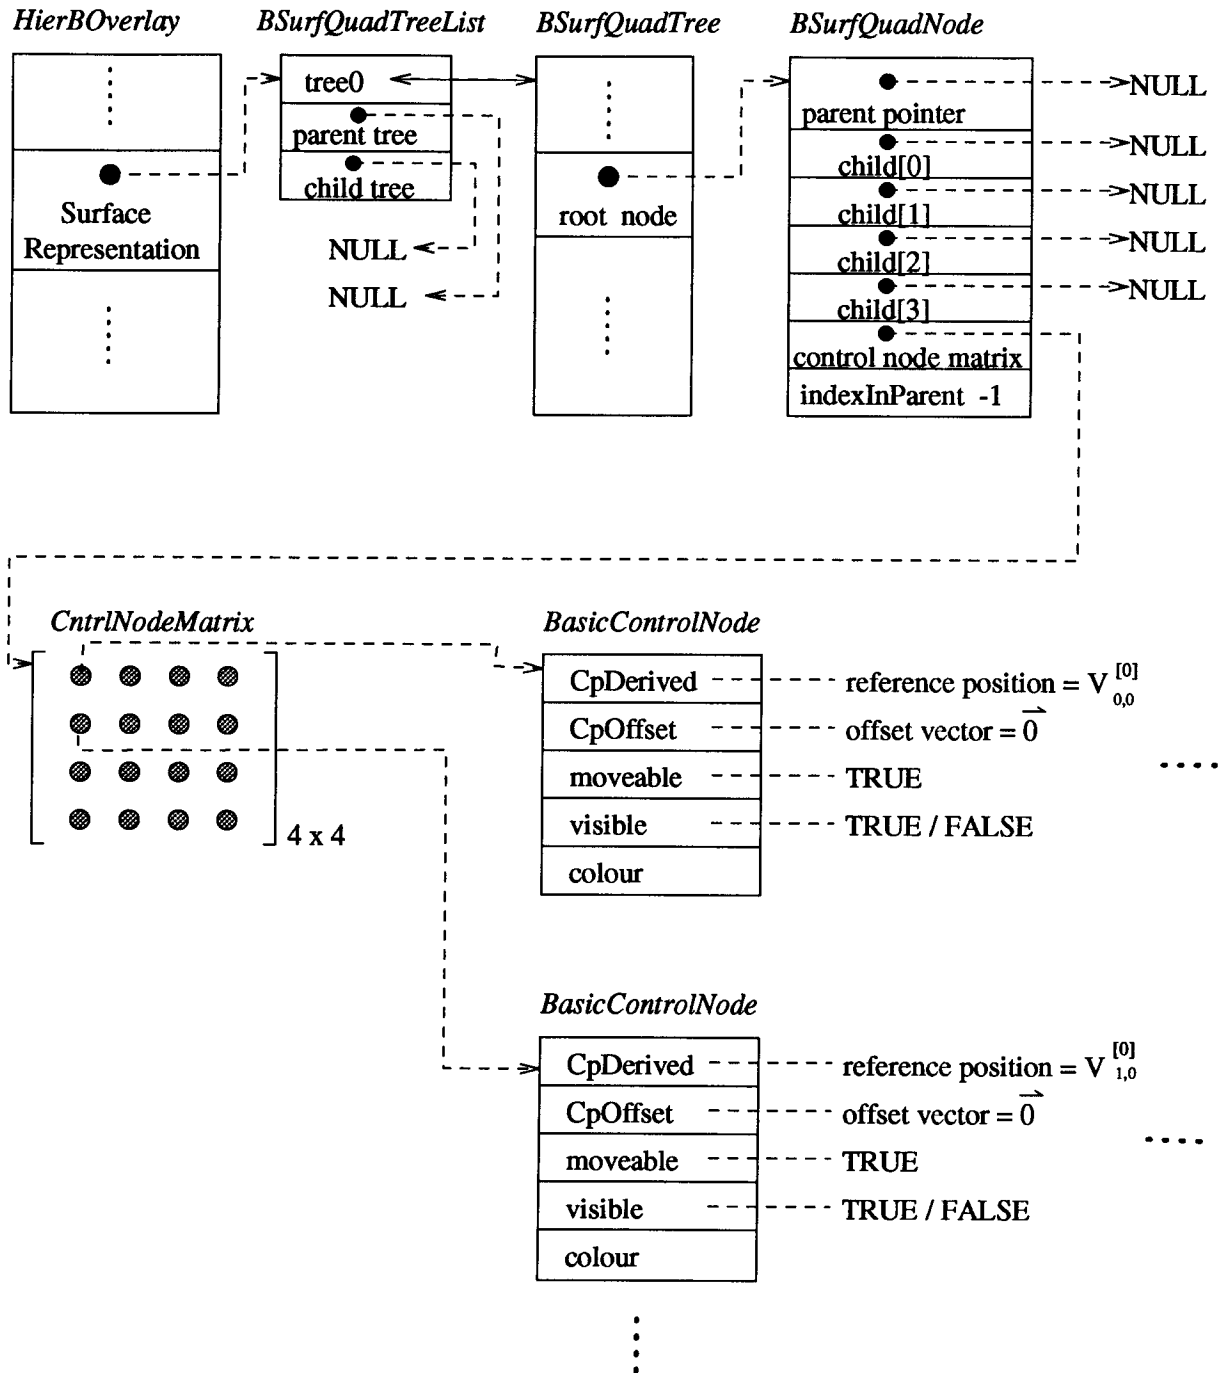 HierBOverlay
BSurfQuadTreeList
BSurfQuadTree
BSurfQuadNode
tree0
parent tree
child tree
NULL
NULL
Surface
Representation
root node
parent pointer
NULL
child[0]
NULL
child[1]
NULL
child[2]
NULL
child[3]
NULL
control node matrix
indexInParent -1
CntrlNodeMatrix
4 x 4
BasicControlNode
CpDerived
reference position = V [0] 0,0
CpOffset
offset vector = 0
moveable
TRUE
visible
TRUE / FALSE
colour
BasicControlNode
CpDerived
reference position = V [0] 1,0
CpOffset
offset vector = 0
moveable
TRUE
visible
TRUE / FALSE
colour